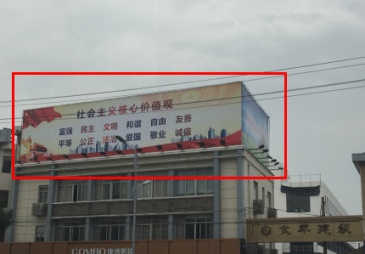 社会主义核心价值观
富强 民主 文明 和谐 自由 友善
平等 公正 法治 爱国 敬业 诚信
COMBO